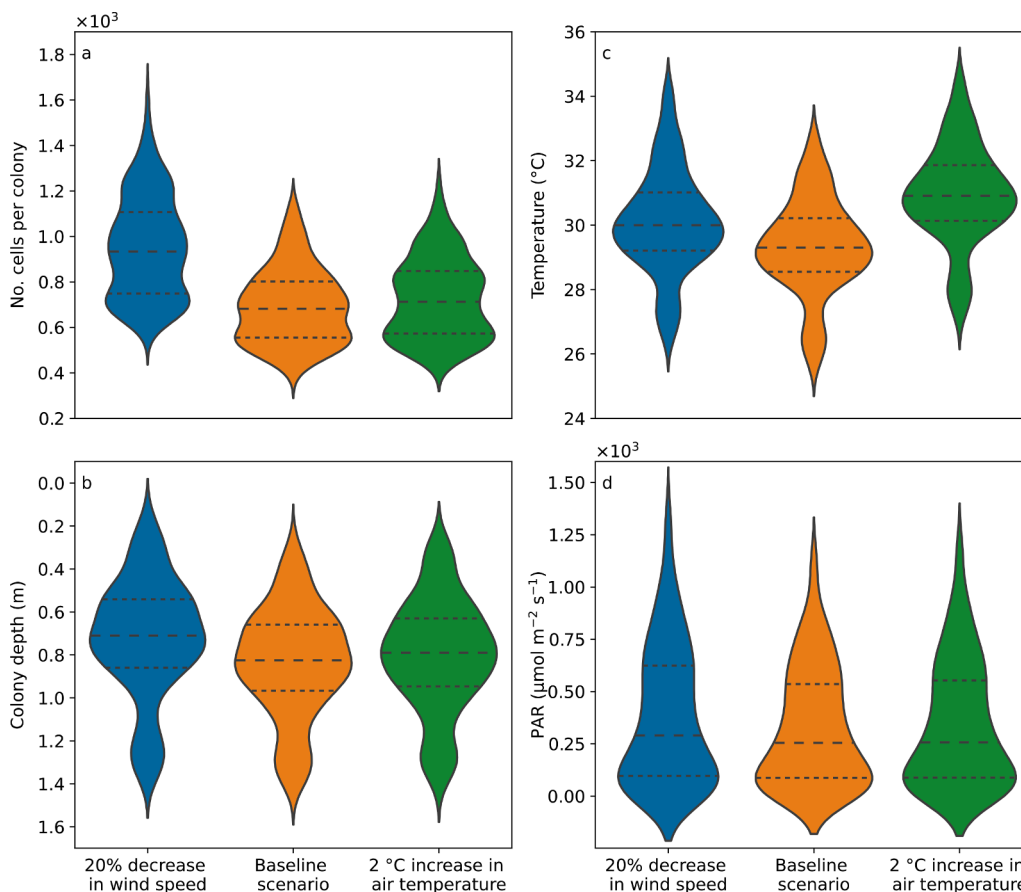 ×10³
a
1.8
1.6
1.4
1.2
1.0
0.8
0.6
0.4
0.2
No. cells per colony
c
36
34
32
30
28
26
24
Temperature (°C)
b
0.0
0.2
0.4
0.6
0.8
1.0
1.2
1.4
1.6
Colony depth (m)
20% decrease
in wind speed
Baseline
scenario
2 °C increase in
air temperature
×10³
d
1.50
1.25
1.00
0.75
0.50
0.25
0.00
PAR (μmol m⁻² s⁻¹)
20% decrease
in wind speed
Baseline
scenario
2 °C increase in
air temperature